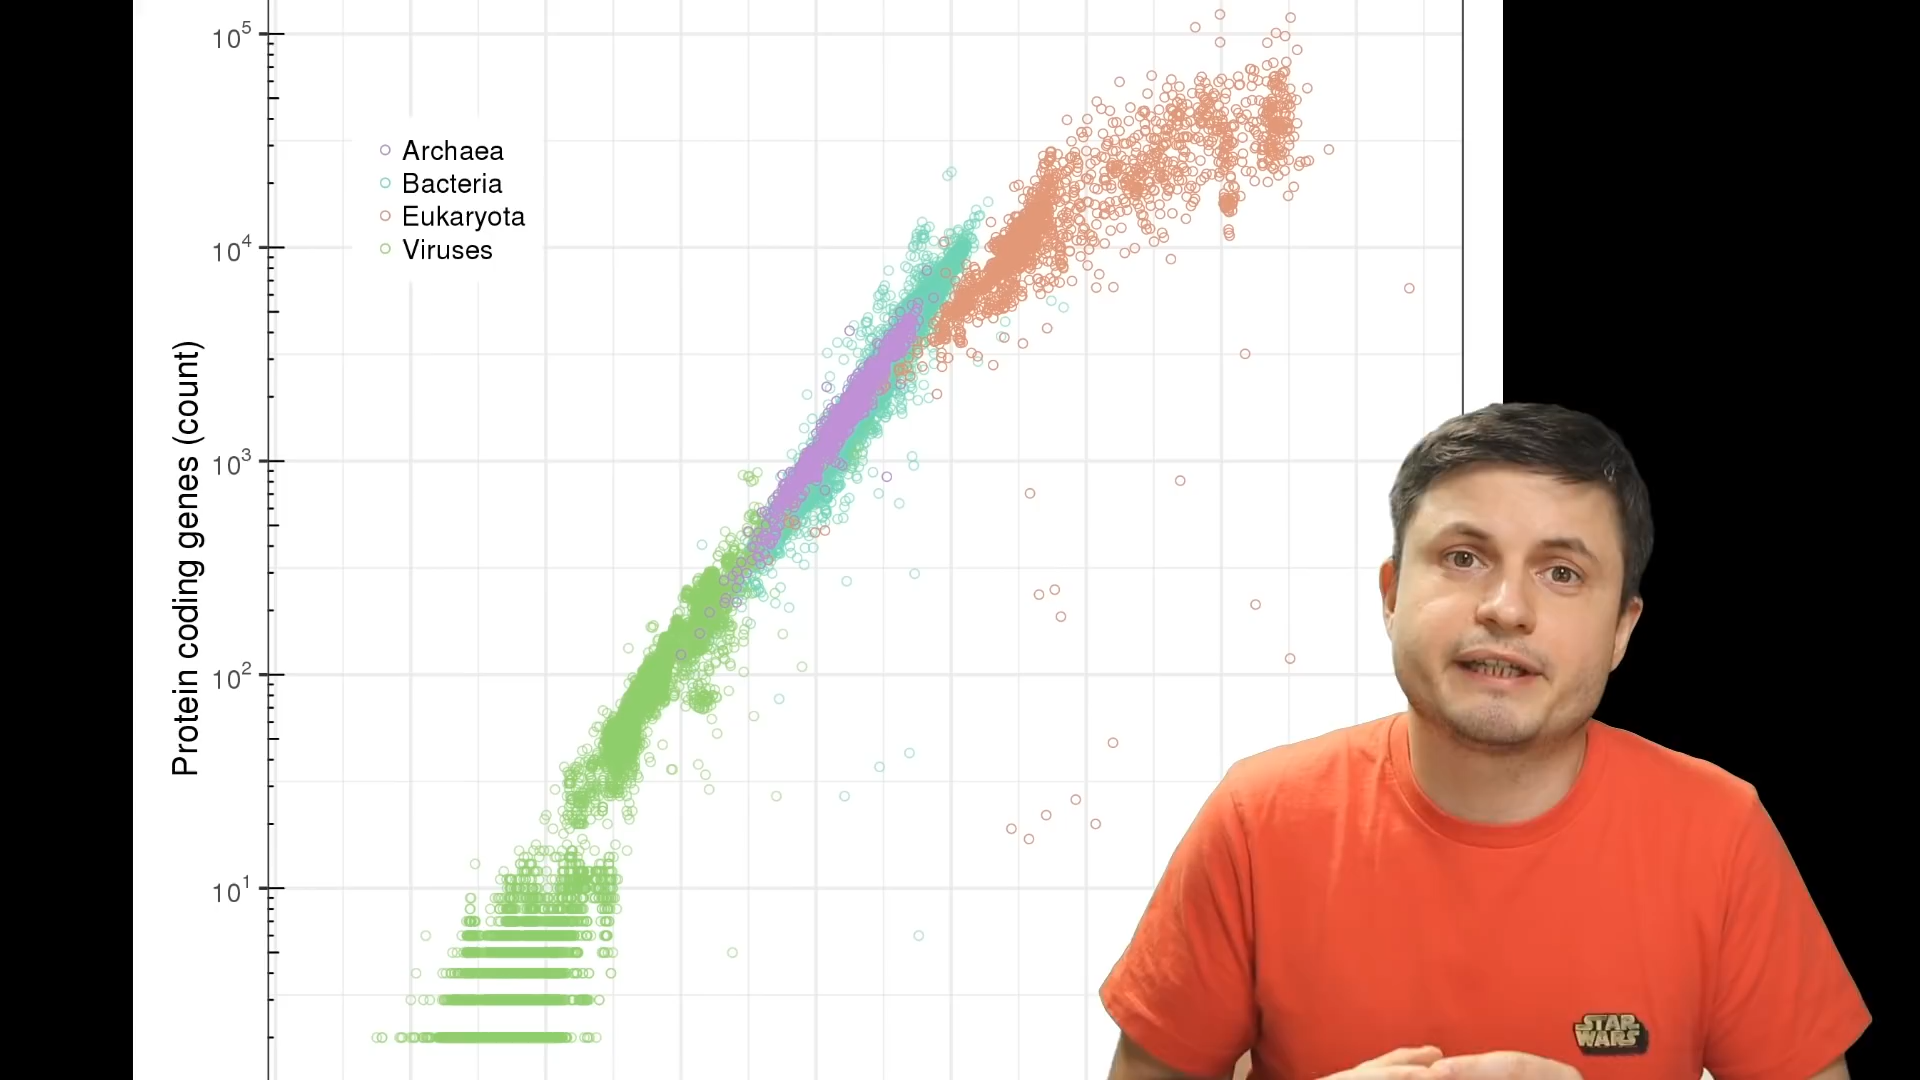 10^5
Archaea
Bacteria
Eukaryota
Viruses
10^4
Protein coding genes (count)
10^3
10^2
10^1
STAR
WARS